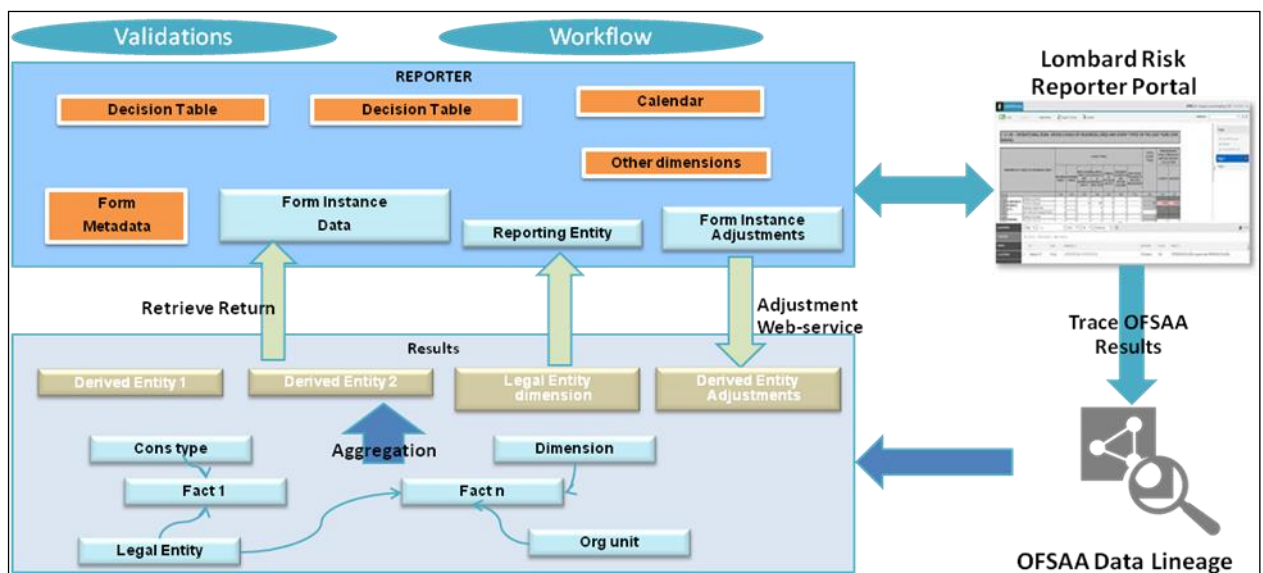 Validations
Workflow
REPORTER
Decision Table
Decision Table
Calendar
Other dimensions
Form
Metadata
Form Instance
Data
Reporting Entity
Form Instance
Adjustments
Lombard Risk
Reporter Portal
Retrieve Return
Adjustment
Web-service
Trace OFSAA
Results
Results
Derived Entity 1
Derived Entity 2
Legal Entity
dimension
Derived Entity
Adjustments
Cons type
Aggregation
Dimension
Fact 1
Fact n
Legal Entity
Org unit
OFSAA Data Lineage